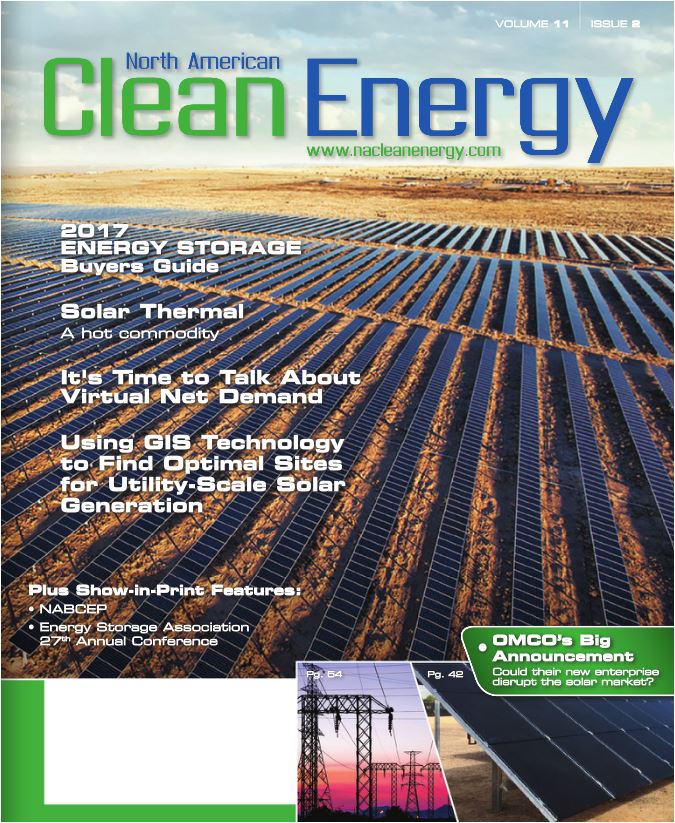 VOLUME 11 | ISSUE 2
North American
Clean Energy
www.nacleanenergy.com
2017
ENERGY STORAGE
Buyers Guide
Solar Thermal
A hot commodity
It's Time to Talk About
Virtual Net Demand
Using GIS Technology
to Find Optimal Sites
for Utility-Scale Solar
Generation
Plus Show-in-Print Features:
• NABCEP
• Energy Storage Association
27th Annual Conference
• OMCO's Big
Announcement
Could their new enterprise
disrupt the solar market?
Pg. 54
Pg. 42